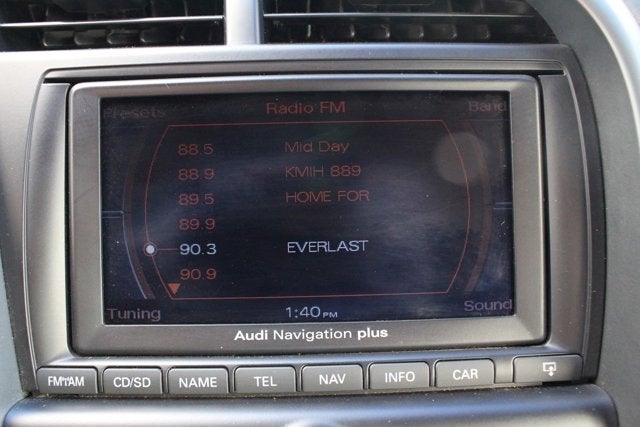 Presets Radio FM Band
88.5 Mid Day
88.9 KMIH 889
89.5 HOME FOR
89.9
90.3 EVERLAST
90.9
Tuning 1:40 PM Sound
Audi Navigation plus
FM/AM CD/SD NAME TEL NAV INFO CAR